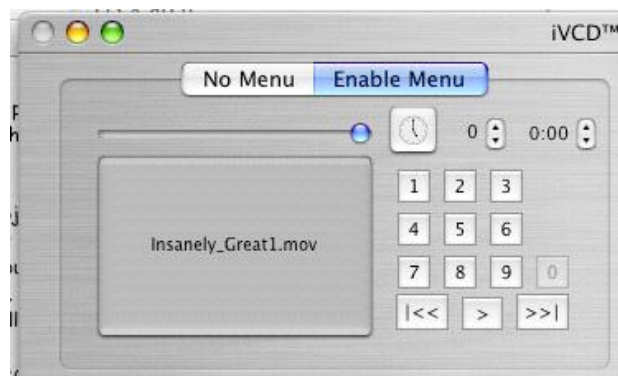 iVCD™
No Menu Enable Menu
0 0:00
1 2 3
Insanely_Great1.mov
4 5 6
7 8 9 0
|<< > >>|